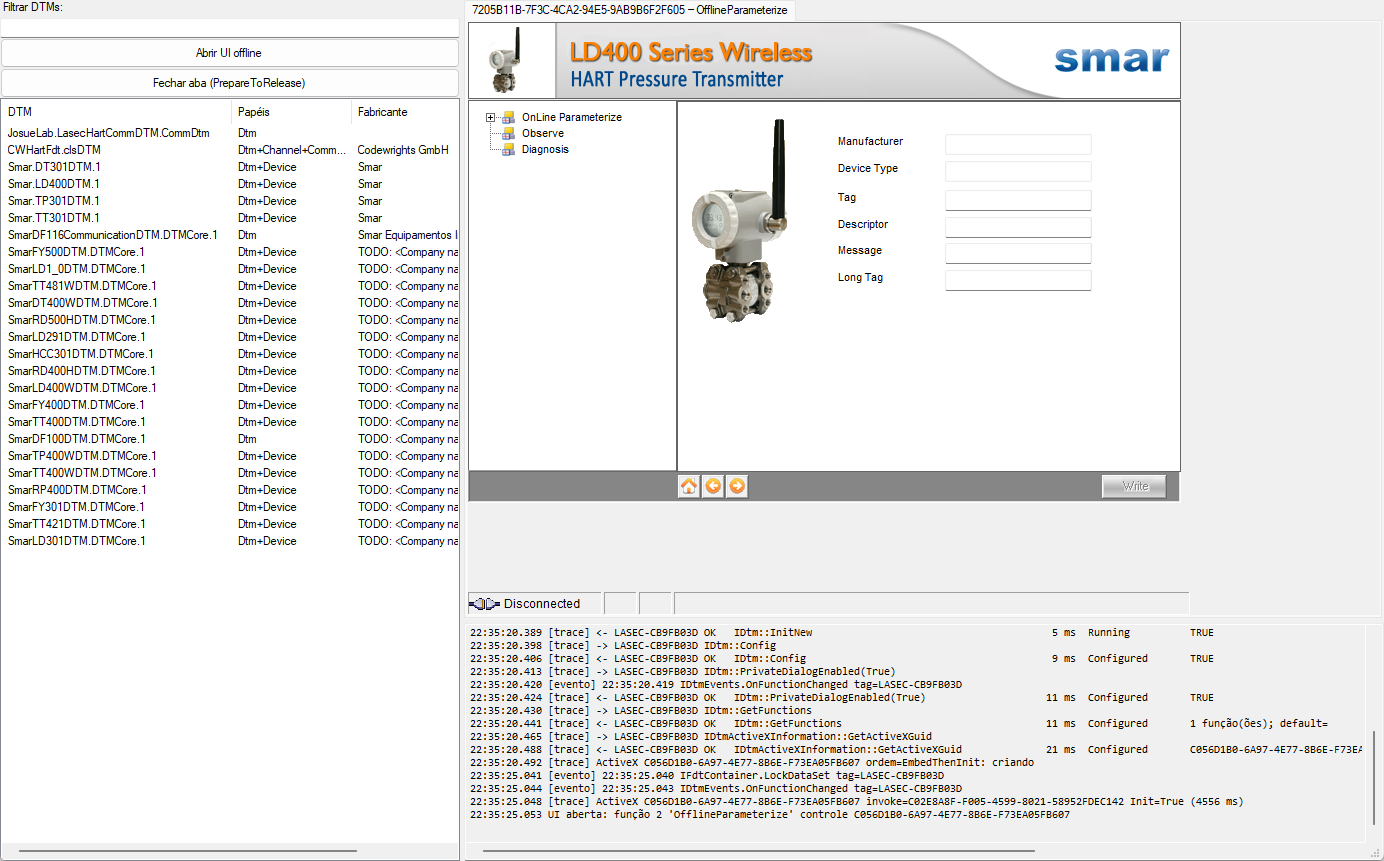 Filtrar DTMs:
Abrir UI offline
Fechar aba (PrepareToRelease)
DTM Papéis Fabricante
JosueLab.LasecHartCommDTM.CommDtm Dtm
CWHartFdt.clsDTM Dtm+Channel+Comm... Codewrights GmbH
Smar.DT301DTM.1 Dtm+Device Smar
Smar.LD400DTM.1 Dtm+Device Smar
Smar.TP301DTM.1 Dtm+Device Smar
Smar.TT301DTM.1 Dtm+Device Smar
SmarDF116CommunicationDTM.DTMCore.1 Dtm Smar Equipamentos I
SmarFY500DTM.DTMCore.1 Dtm+Device TODO: <Company na
SmarLD1_0DTM.DTMCore.1 Dtm+Device TODO: <Company na
SmarTT481WDTM.DTMCore.1 Dtm+Device TODO: <Company na
SmarDT400WDTM.DTMCore.1 Dtm+Device TODO: <Company na
SmarRD500HDTM.DTMCore.1 Dtm+Device TODO: <Company na
SmarLD291DTM.DTMCore.1 Dtm+Device TODO: <Company na
SmarHCC301DTM.DTMCore.1 Dtm+Device TODO: <Company na
SmarRD400HDTM.DTMCore.1 Dtm+Device TODO: <Company na
SmarLD400WDTM.DTMCore.1 Dtm+Device TODO: <Company na
SmarFY400DTM.DTMCore.1 Dtm+Device TODO: <Company na
SmarTT400DTM.DTMCore.1 Dtm+Device TODO: <Company na
SmarDF100DTM.DTMCore.1 Dtm TODO: <Company na
SmarTP400WDTM.DTMCore.1 Dtm+Device TODO: <Company na
SmarTT400WDTM.DTMCore.1 Dtm+Device TODO: <Company na
SmarRP400DTM.DTMCore.1 Dtm+Device TODO: <Company na
SmarFY301DTM.DTMCore.1 Dtm+Device TODO: <Company na
SmarTT421DTM.DTMCore.1 Dtm+Device TODO: <Company na
SmarLD301DTM.DTMCore.1 Dtm+Device TODO: <Company na
7205B11B-7F3C-4CA2-94E5-9AB9B6F2F605 – OfflineParameterize
LD400 Series Wireless
HART Pressure Transmitter
smar
OnLine Parameterize
Observe
Diagnosis
Manufacturer
Device Type
Tag
Descriptor
Message
Long Tag
Write
Disconnected
22:35:20.389 [trace] <- LASEC-CB9FB03D OK IDtm::InitNew 5 ms Running TRUE
22:35:20.398 [trace] -> LASEC-CB9FB03D IDtm::Config
22:35:20.406 [trace] <- LASEC-CB9FB03D OK IDtm::Config 9 ms Configured TRUE
22:35:20.413 [trace] -> LASEC-CB9FB03D IDtm::PrivateDialogEnabled(True)
22:35:20.420 [evento] 22:35:20.419 IDtmEvents.OnFunctionChanged tag=LASEC-CB9FB03D
22:35:20.424 [trace] <- LASEC-CB9FB03D OK IDtm::PrivateDialogEnabled(True) 11 ms Configured TRUE
22:35:20.430 [trace] -> LASEC-CB9FB03D IDtm::GetFunctions
22:35:20.441 [trace] <- LASEC-CB9FB03D OK IDtm::GetFunctions 11 ms Configured 1 função(ões); default=
22:35:20.465 [trace] -> LASEC-CB9FB03D IDtmActiveXInformation::GetActiveXGuid
22:35:20.488 [trace] <- LASEC-CB9FB03D OK IDtmActiveXInformation::GetActiveXGuid 21 ms Configured C056D1B0-6A97-4E77-8B6E-F73EA
22:35:20.492 [trace] ActiveX C056D1B0-6A97-4E77-8B6E-F73EA05FB607 ordem=EmbedThenInit: criando
22:35:25.041 [evento] 22:35:25.040 IFdtContainer.LockDataSet tag=LASEC-CB9FB03D
22:35:25.044 [evento] 22:35:25.043 IDtmEvents.OnFunctionChanged tag=LASEC-CB9FB03D
22:35:25.048 [trace] ActiveX C056D1B0-6A97-4E77-8B6E-F73EA05FB607 invoke=C02E8A8F-F005-4599-8021-58952FDEC142 Init=True (4556 ms)
22:35:25.053 UI aberta: função 2 'OfflineParameterize' controle C056D1B0-6A97-4E77-8B6E-F73EA05FB607